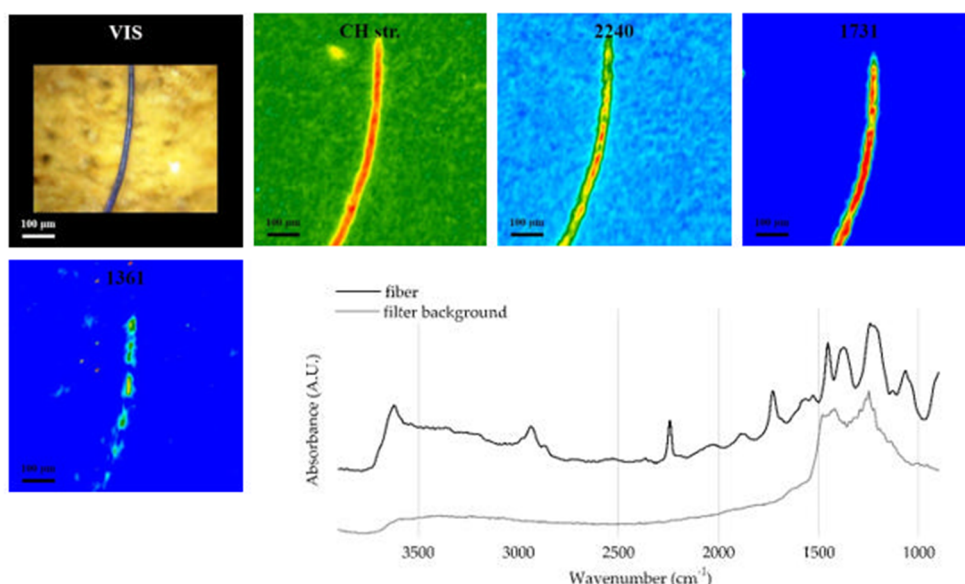 VIS
100 µm
CH str.
100 µm
2240
100 µm
1731
100 µm
1361
100 µm
fiber
filter background
Absorbance (A.U.)
3500 3000 2500 2000 1500 1000
Wavenumber (cm⁻¹)